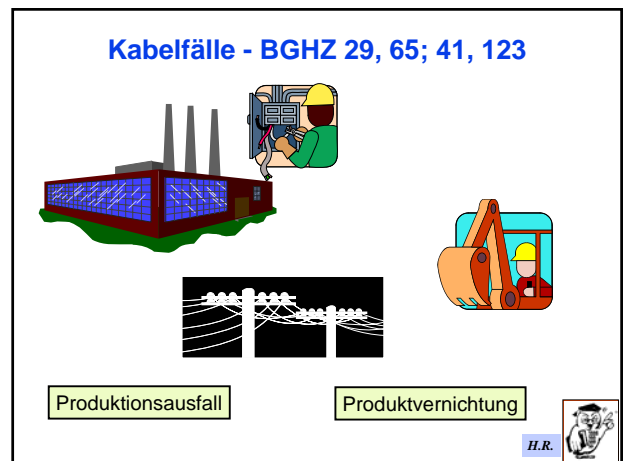 Kabelfälle - BGHZ 29, 65; 41, 123
Produktionsausfall
Produktvernichtung
H.R.